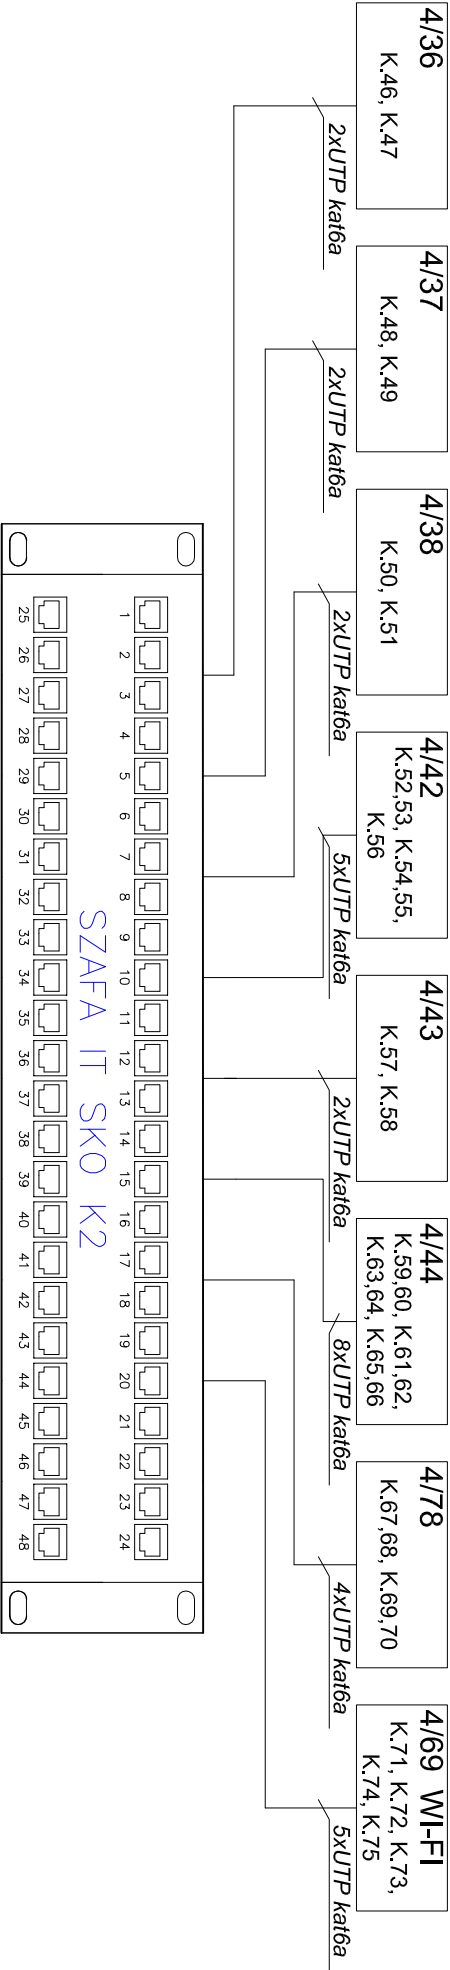 4/36
K.46, K.47
2xUTP kat6a
4/37
K.48, K.49
2xUTP kat6a
4/38
K.50, K.51
2xUTP kat6a
4/42
K.52,53, K.54,55,
K.56
5xUTP kat6a
4/43
K.57, K.58
2xUTP kat6a
4/44
K.59,60, K.61,62,
K.63,64, K.65,66
8xUTP kat6a
4/78
K.67,68, K.69,70
4xUTP kat6a
4/69 WI-FI
K.71, K.72, K.73,
K.74, K.75
5xUTP kat6a
1 2 3 4 5 6 7 8 9 10 11 12 13 14 15 16 17 18 19 20 21 22 23 24
SZAFA IT SKO K2
25 26 27 28 29 30 31 32 33 34 35 36 37 38 39 40 41 42 43 44 45 46 47 48